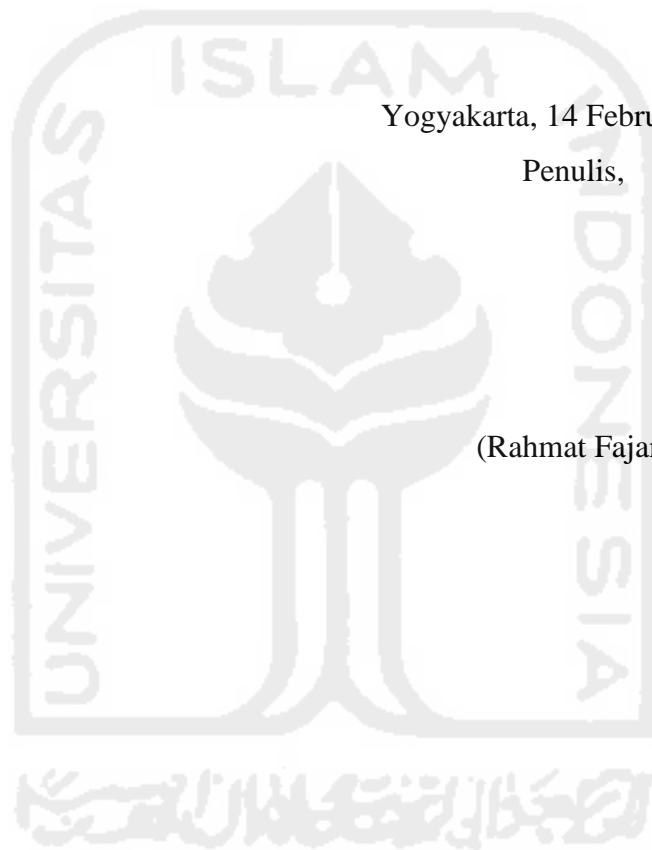 ISLAM
UNIVERSITAS
INDONESIA
Yogyakarta, 14 Febru
Penulis,
(Rahmat Fajar